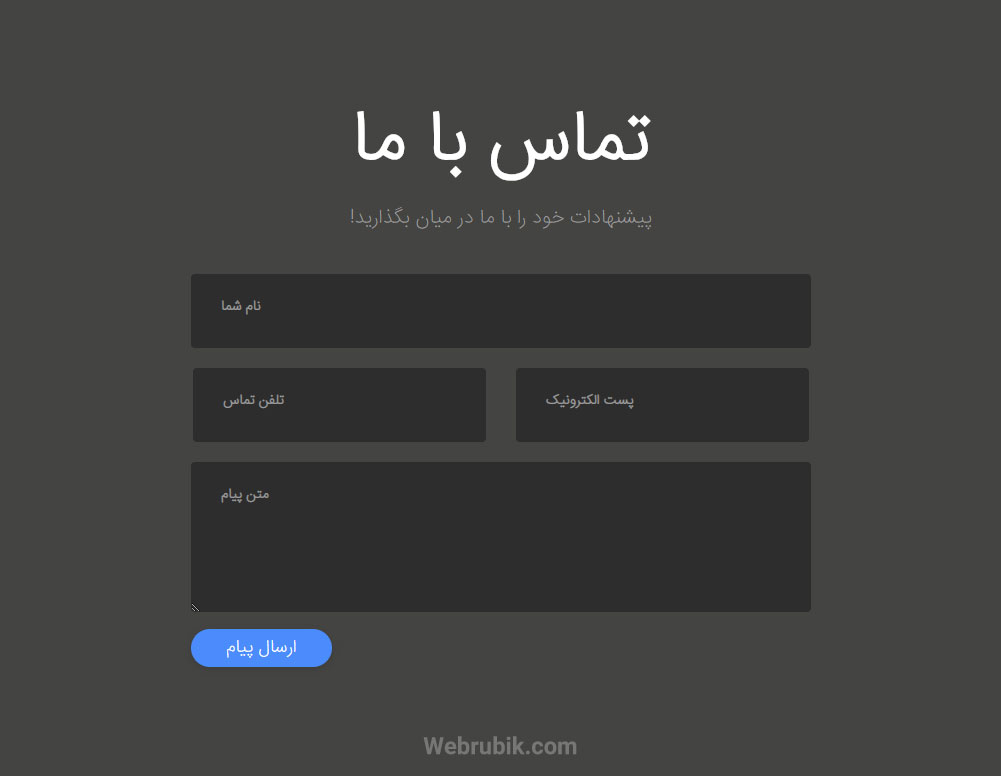 تماس با ما
پیشنهادات خود را با ما در میان بگذارید!
نام شما
پست الکترونیک
تلفن تماس
متن پیام
ارسال پیام
Webrubik.com